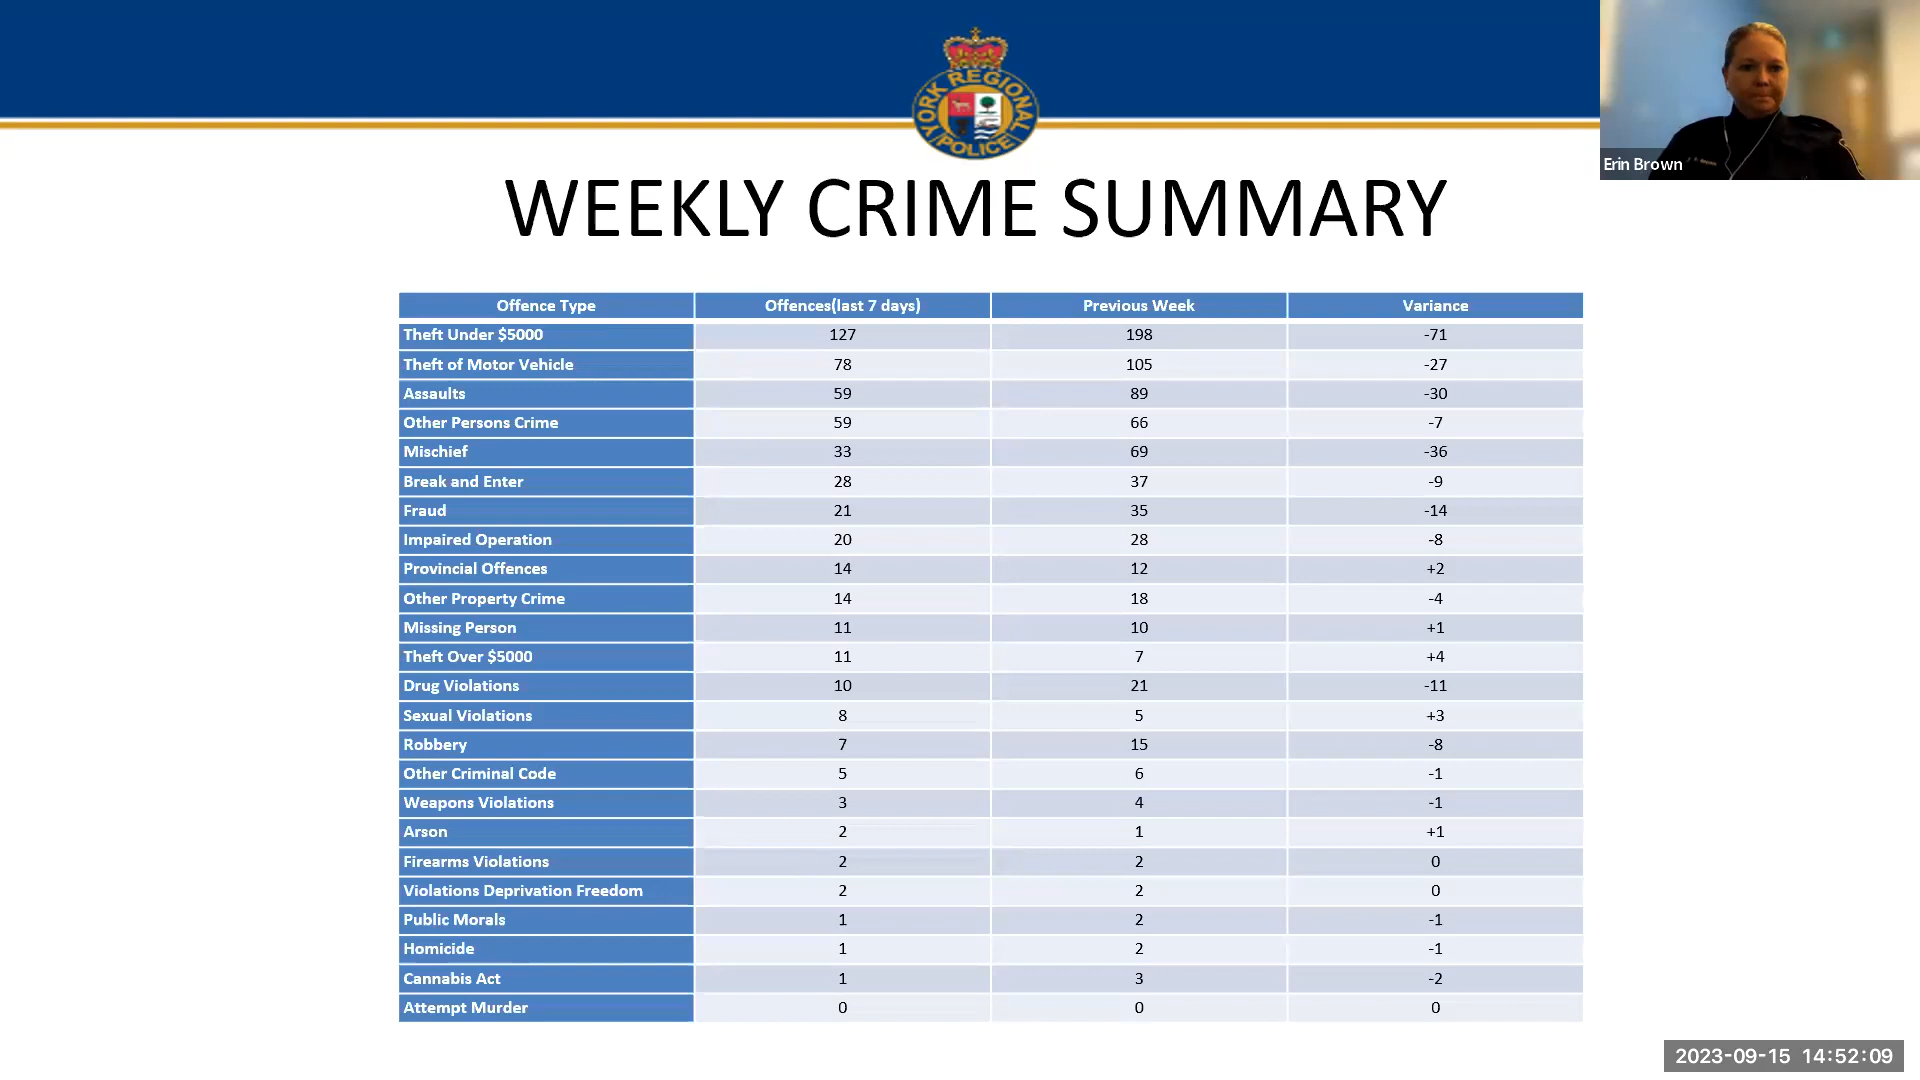 YORK REGIONAL
POLICE
Erin Brown
WEEKLY CRIME SUMMARY
Offence Type Offences(last 7 days) Previous Week Variance
Theft Under $5000 127 198 -71
Theft of Motor Vehicle 78 105 -27
Assaults 59 89 -30
Other Persons Crime 59 66 -7
Mischief 33 69 -36
Break and Enter 28 37 -9
Fraud 21 35 -14
Impaired Operation 20 28 -8
Provincial Offences 14 12 +2
Other Property Crime 14 18 -4
Missing Person 11 10 +1
Theft Over $5000 11 7 +4
Drug Violations 10 21 -11
Sexual Violations 8 5 +3
Robbery 7 15 -8
Other Criminal Code 5 6 -1
Weapons Violations 3 4 -1
Arson 2 1 +1
Firearms Violations 2 2 0
Violations Deprivation Freedom 2 2 0
Public Morals 1 2 -1
Homicide 1 2 -1
Cannabis Act 1 3 -2
Attempt Murder 0 0 0
2023-09-15 14:52:09